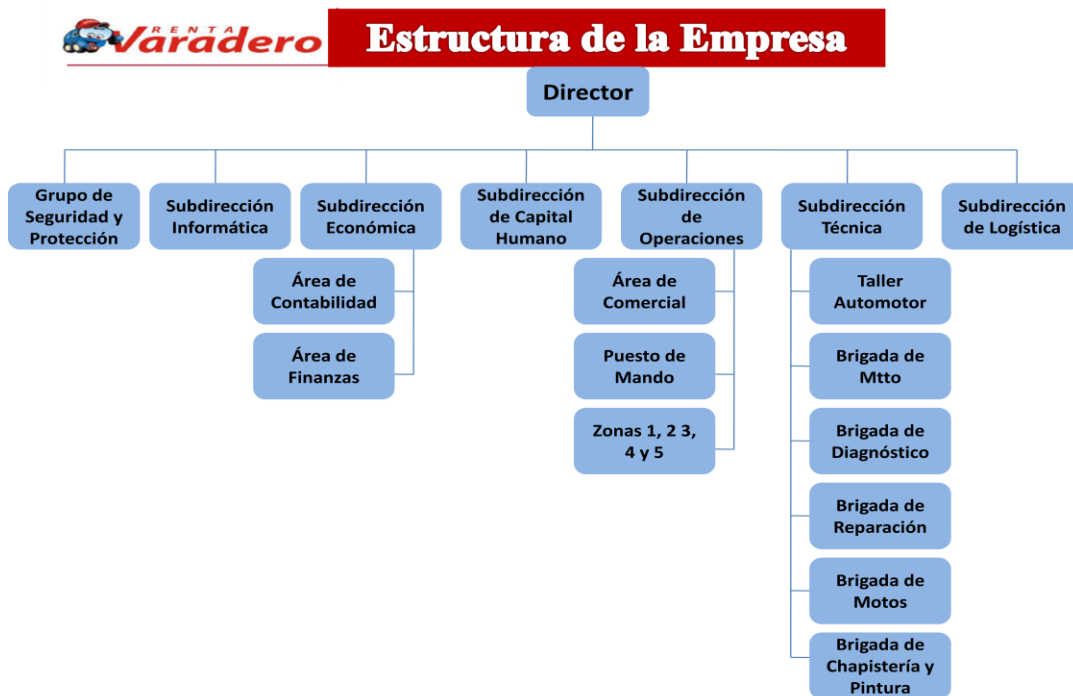 RENTA
Varadero
Estructura de la Empresa
Director
Grupo de
Seguridad y
Protección
Subdirección
Informática
Subdirección
Económica
Subdirección
de Capital
Humano
Subdirección
de
Operaciones
Subdirección
Técnica
Subdirección
de Logística
Área de
Contabilidad
Área de
Finanzas
Área de
Comercial
Puesto de
Mando
Zonas 1, 2 3,
4 y 5
Taller
Automotor
Brigada de
Mtto
Brigada de
Diagnóstico
Brigada de
Reparación
Brigada de
Motos
Brigada de
Chapistería y
Pintura